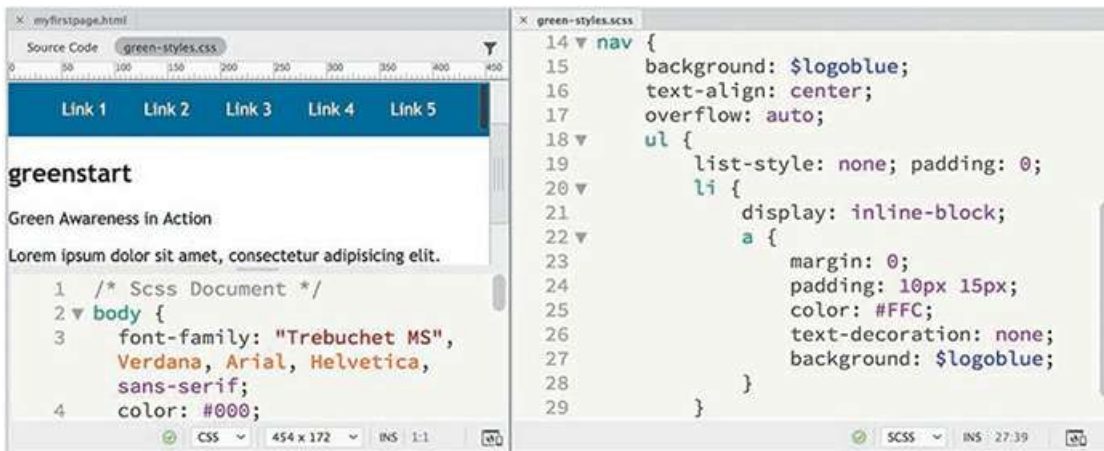 × myfirstpage.html
Source Code green-styles.css
0 50 100 150 200 250 300 350 400 450
Link 1 Link 2 Link 3 Link 4 Link 5
greenstart
Green Awareness in Action
Lorem ipsum dolor sit amet, consectetur adipisicing elit.
1 /* Scss Document */
2 ▼ body {
3 font-family: "Trebuchet MS",
Verdana, Arial, Helvetica,
sans-serif;
4 color: #000;
CSS 454 x 172 INS 1:1
× green-styles.scss
14 ▼ nav {
15 background: $logoblue;
16 text-align: center;
17 overflow: auto;
18 ▼ ul {
19 list-style: none; padding: 0;
20 ▼ li {
21 display: inline-block;
22 ▼ a {
23 margin: 0;
24 padding: 10px 15px;
25 color: #FFC;
26 text-decoration: none;
27 background: $logoblue;
28 }
29 }
SCSS INS 27:39